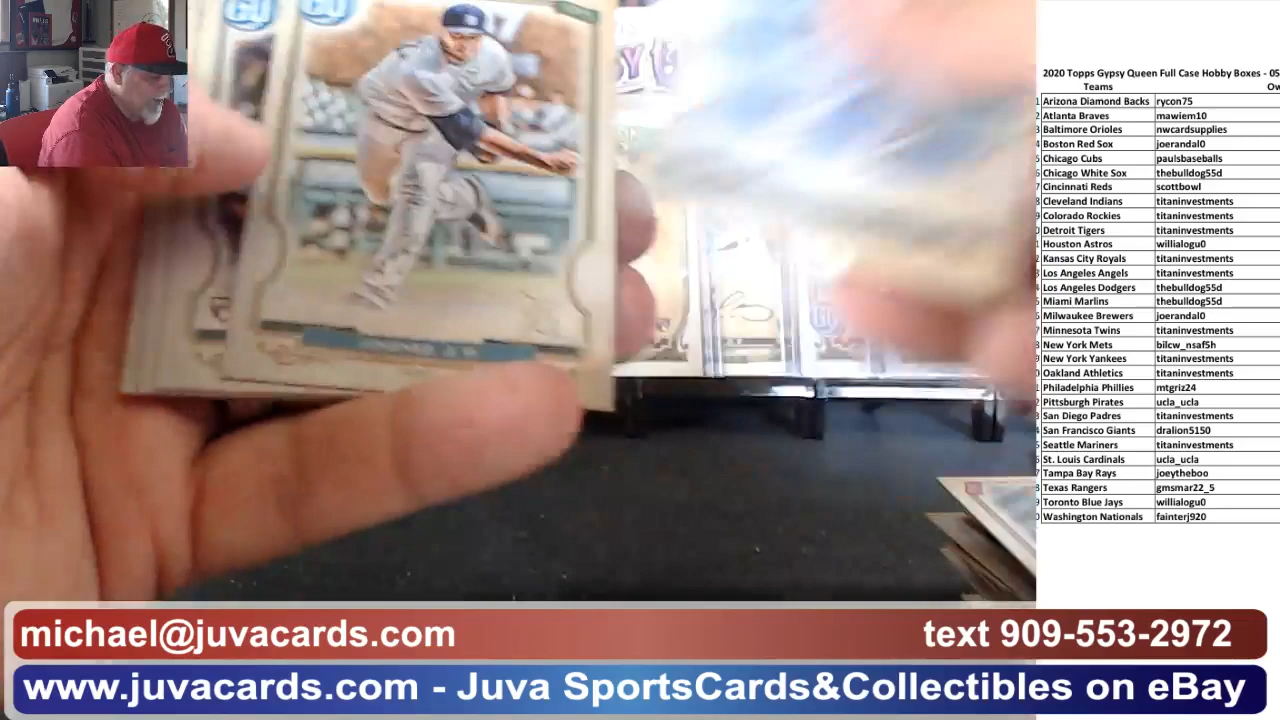 GQ GQ
2020 Topps Gypsy Queen Full Case Hobby Boxes - 05
Teams Ow
Arizona Diamond Backs rycon75
Atlanta Braves mawiem10
Baltimore Orioles nwcardsupplies
Boston Red Sox joerandal0
Chicago Cubs paulsbaseballs
Chicago White Sox thebulldog55d
Cincinnati Reds scottbowl
Cleveland Indians titaninvestments
Colorado Rockies titaninvestments
Detroit Tigers titaninvestments
Houston Astros willialogu0
Kansas City Royals titaninvestments
Los Angeles Angels titaninvestments
Los Angeles Dodgers thebulldog55d
Miami Marlins thebulldog55d
Milwaukee Brewers joerandal0
Minnesota Twins titaninvestments
New York Mets bilcw_nsaf5h
New York Yankees titaninvestments
Oakland Athletics titaninvestments
Philadelphia Phillies mtgriz24
Pittsburgh Pirates ucla_ucla
San Diego Padres titaninvestments
San Francisco Giants dralion5150
Seattle Mariners titaninvestments
St. Louis Cardinals ucla_ucla
Tampa Bay Rays joeytheboo
Texas Rangers gmsmar22_5
Toronto Blue Jays willialogu0
Washington Nationals fainterj920
michael@juvacards.com text 909-553-2972
www.juvacards.com - Juva SportsCards&Collectibles on eBay